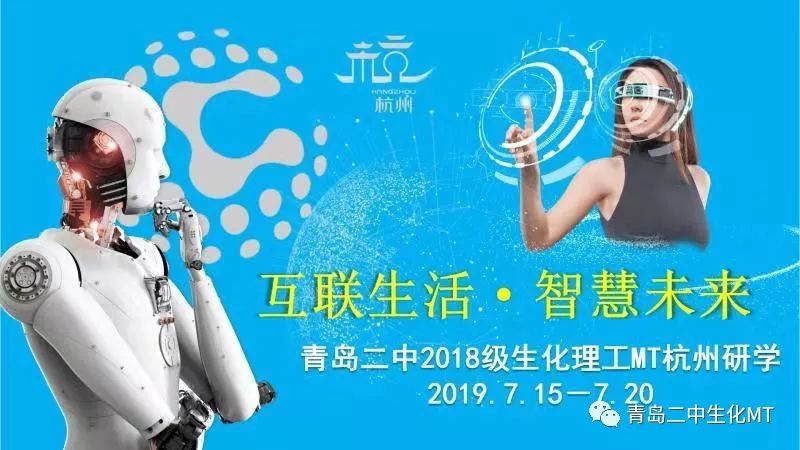 HANGZHOU
杭州
互联生活·智慧未来
青岛二中2018级生化理工MT杭州研学
2019.7.15－7.20
青岛二中生化MT